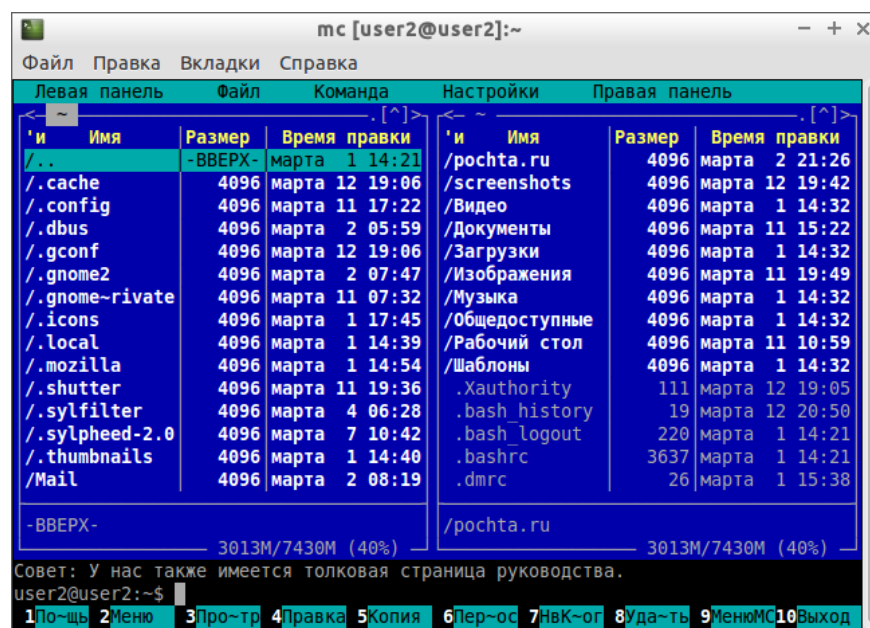 mc [user2@user2]:~
Файл Правка Вкладки Справка
Левая панель Файл Команда Настройки Правая панель
<— ~ .[^]> <— ~ .[^]>
'и Имя Размер Время правки 'и Имя Размер Время правки
/.. -ВВЕРХ- марта 1 14:21 /pochta.ru 4096 марта 2 21:26
/.cache 4096 марта 12 19:06 /screenshots 4096 марта 12 19:42
/.config 4096 марта 11 17:22 /Видео 4096 марта 1 14:32
/.dbus 4096 марта 2 05:59 /Документы 4096 марта 11 15:22
/.gconf 4096 марта 12 19:06 /Загрузки 4096 марта 1 14:32
/.gnome2 4096 марта 2 07:47 /Изображения 4096 марта 11 19:49
/.gnome~rivate 4096 марта 11 07:32 /Музыка 4096 марта 1 14:32
/.icons 4096 марта 1 17:45 /Общедоступные 4096 марта 1 14:32
/.local 4096 марта 1 14:39 /Рабочий стол 4096 марта 11 10:59
/.mozilla 4096 марта 1 14:54 /Шаблоны 4096 марта 1 14:32
/.shutter 4096 марта 11 19:36 .Xauthority 111 марта 12 19:05
/.sylfilter 4096 марта 4 06:28 .bash_history 19 марта 12 20:50
/.sylpheed-2.0 4096 марта 7 10:42 .bash_logout 220 марта 1 14:21
/.thumbnails 4096 марта 1 14:40 .bashrc 3637 марта 1 14:21
/Mail 4096 марта 2 08:19 .dmrc 26 марта 1 15:38
-ВВЕРХ- /pochta.ru
3013M/7430M (40%) 3013M/7430M (40%)
Совет: У нас также имеется толковая страница руководства.
user2@user2:~$
1По~щь 2Меню 3Про~тр 4Правка 5Копия 6Пер~ос 7НвК~ог 8Уда~ть 9МенюМС 10Выход